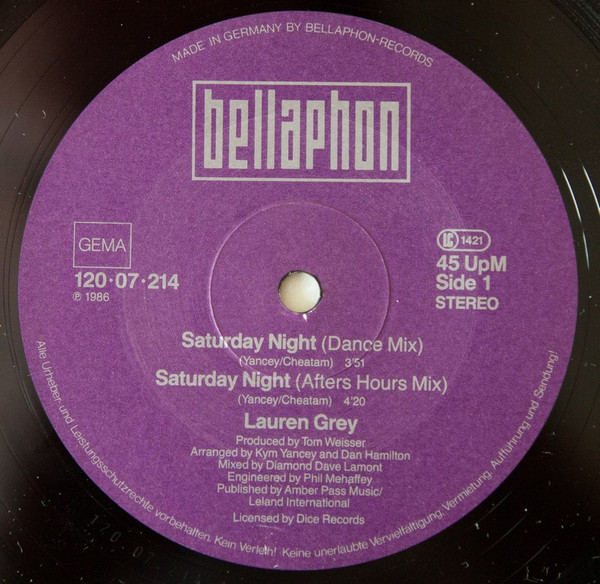 MADE IN GERMANY BY BELLAPHON-RECORDS
bellaphon
GEMA
120·07·214
℗ 1986
LC 1421
45 UpM
Side 1
STEREO
Saturday Night (Dance Mix)
(Yancey/Cheatam) 3'51
Saturday Night (Afters Hours Mix)
(Yancey/Cheatam) 4'20
Lauren Grey
Produced by Tom Weisser
Arranged by Kym Yancey and Dan Hamilton
Mixed by Diamond Dave Lamont
Engineered by Phil Mehaffey
Published by Amber Pass Music/
Leland International
Licensed by Dice Records
Alle Urheber- und Leistungsschutzrechte vorbehalten. Kein Verleih! Keine unerlaubte Vervielfältigung, Vermietung, Aufführung und Sendung!
120·07